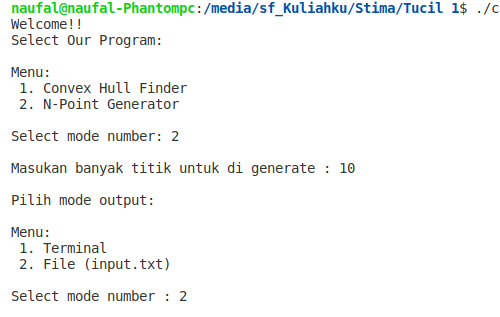 naufal@naufal-Phantompc:/media/sf_Kuliahku/Stima/Tucil 1$ ./c
Welcome!!
Select Our Program:
Menu:
1. Convex Hull Finder
2. N-Point Generator
Select mode number: 2
Masukan banyak titik untuk di generate : 10
Pilih mode output:
Menu:
1. Terminal
2. File (input.txt)
Select mode number : 2